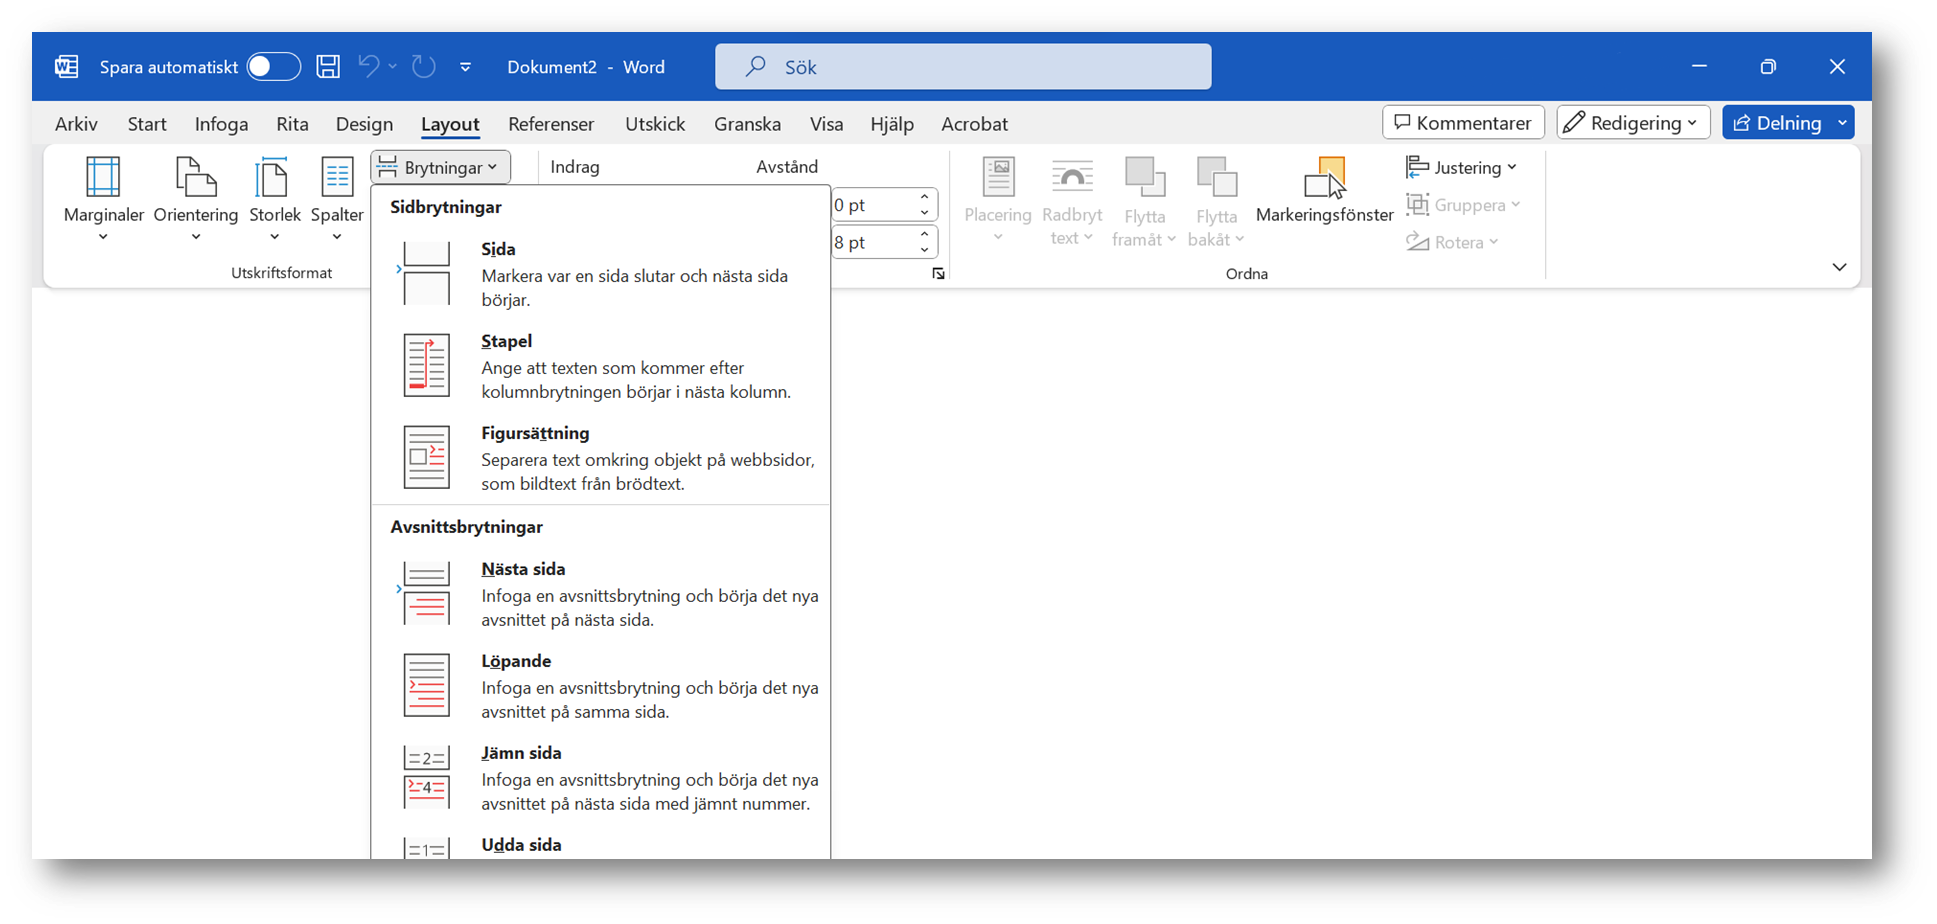 Spara automatiskt
Dokument2 - Word
Sök
Arkiv Start Infoga Rita Design Layout Referenser Utskick Granska Visa Hjälp Acrobat
Kommentarer Redigering Delning
Marginaler Orientering Storlek Spalter
Utskriftsformat
Brytningar
Indrag Avstånd
0 pt
8 pt
Placering Radbryt text Flytta framåt Flytta bakåt Markeringsfönster
Justering
Gruppera
Rotera
Ordna
Sidbrytningar
Sida
Markera var en sida slutar och nästa sida
börjar.
Stapel
Ange att texten som kommer efter
kolumnbrytningen börjar i nästa kolumn.
Figursättning
Separera text omkring objekt på webbsidor,
som bildtext från brödtext.
Avsnittsbrytningar
Nästa sida
Infoga en avsnittsbrytning och börja det nya
avsnittet på nästa sida.
Löpande
Infoga en avsnittsbrytning och börja det nya
avsnittet på samma sida.
2
4
Jämn sida
Infoga en avsnittsbrytning och börja det nya
avsnittet på nästa sida med jämnt nummer.
1
Udda sida